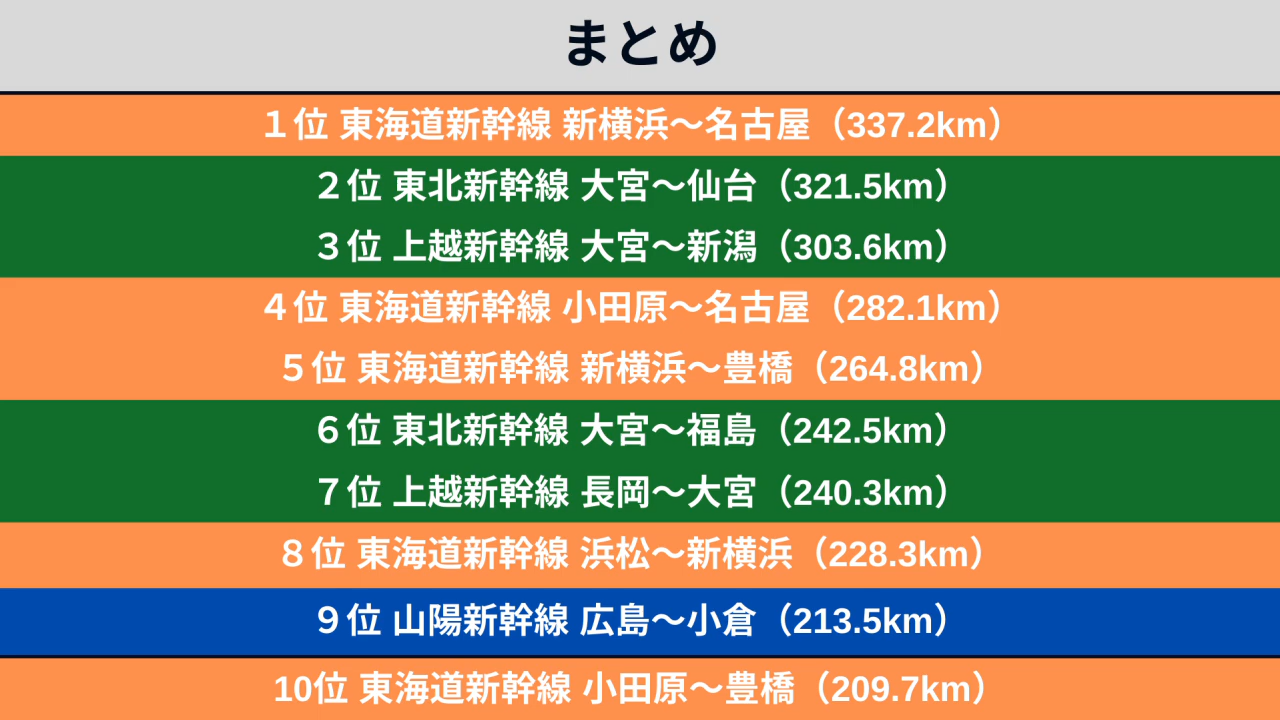 まとめ
１位 東海道新幹線 新横浜〜名古屋（337.2km）
２位 東北新幹線 大宮〜仙台（321.5km）
３位 上越新幹線 大宮〜新潟（303.6km）
４位 東海道新幹線 小田原〜名古屋（282.1km）
５位 東海道新幹線 新横浜〜豊橋（264.8km）
６位 東北新幹線 大宮〜福島（242.5km）
７位 上越新幹線 長岡〜大宮（240.3km）
８位 東海道新幹線 浜松〜新横浜（228.3km）
９位 山陽新幹線 広島〜小倉（213.5km）
10位 東海道新幹線 小田原〜豊橋（209.7km）